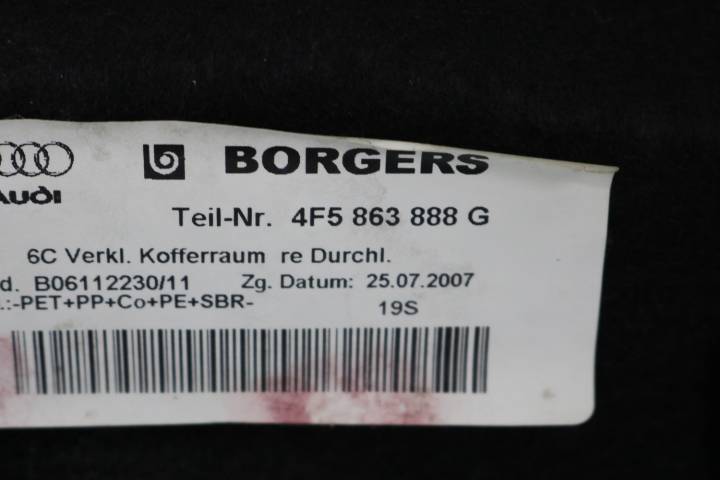 BORGERS
AUDI
Teil-Nr. 4F5 863 888 G
6C Verkl. Kofferraum re Durchl.
d. B06112230/11 Zg. Datum: 25.07.2007
.:-PET+PP+Co+PE+SBR-
19S